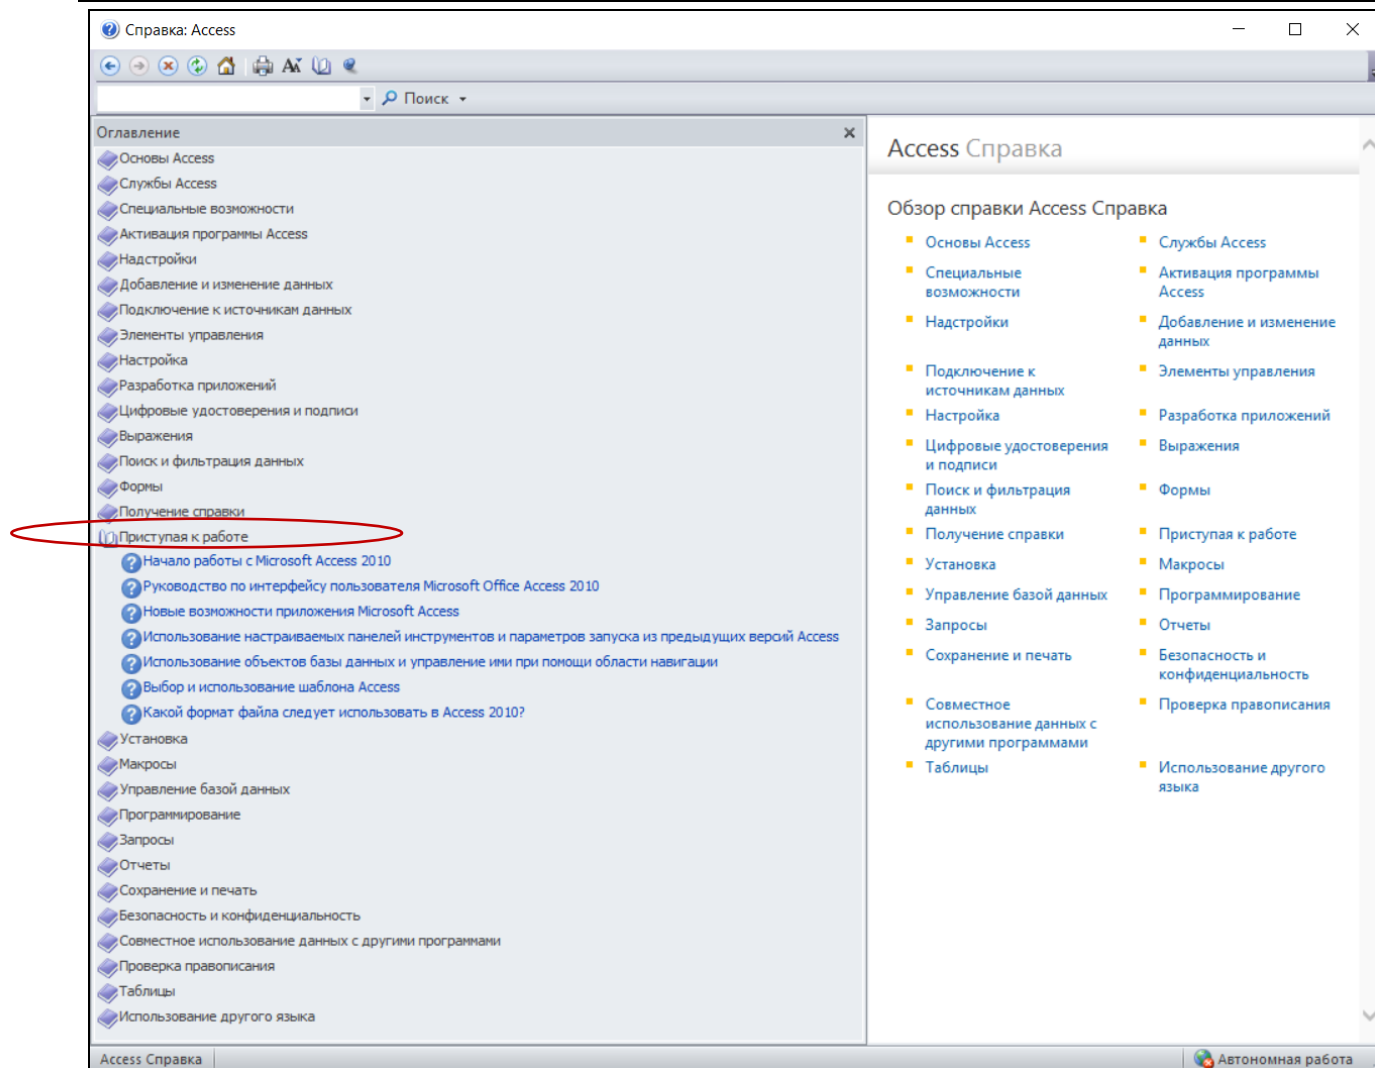 Справка: Access
Поиск
Оглавление
Основы Access
Службы Access
Специальные возможности
Активация программы Access
Надстройки
Добавление и изменение данных
Подключение к источникам данных
Элементы управления
Настройка
Разработка приложений
Цифровые удостоверения и подписи
Выражения
Поиск и фильтрация данных
Формы
Получение справки
Приступая к работе
Начало работы с Microsoft Access 2010
Руководство по интерфейсу пользователя Microsoft Office Access 2010
Новые возможности приложения Microsoft Access
Использование настраиваемых панелей инструментов и параметров запуска из предыдущих версий Access
Использование объектов базы данных и управление ими при помощи области навигации
Выбор и использование шаблона Access
Какой формат файла следует использовать в Access 2010?
Установка
Макросы
Управление базой данных
Программирование
Запросы
Отчеты
Сохранение и печать
Безопасность и конфиденциальность
Совместное использование данных с другими программами
Проверка правописания
Таблицы
Использование другого языка
Access Справка
Обзор справки Access Справка
Основы Access
Службы Access
Специальные
возможности
Активация программы
Access
Надстройки
Добавление и изменение
данных
Подключение к
источникам данных
Элементы управления
Настройка
Разработка приложений
Цифровые удостоверения
и подписи
Выражения
Поиск и фильтрация
данных
Формы
Получение справки
Приступая к работе
Установка
Макросы
Управление базой данных
Программирование
Запросы
Отчеты
Сохранение и печать
Безопасность и
конфиденциальность
Совместное
использование данных с
другими программами
Проверка правописания
Таблицы
Использование другого
языка
Access Справка
Автономная работа